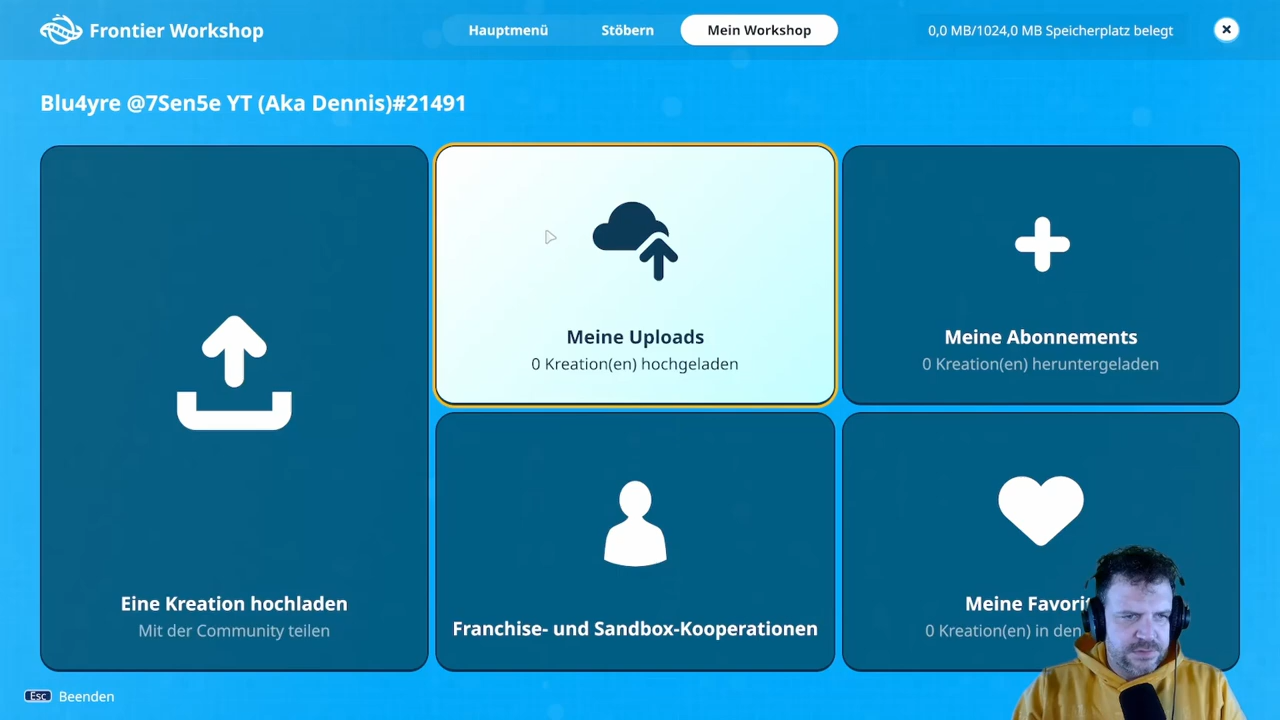 Frontier Workshop
Hauptmenü
Stöbern
Mein Workshop
0,0 MB/1024,0 MB Speicherplatz belegt
Blu4yre @7Sen5e YT (Aka Dennis)#21491
Meine Uploads
0 Kreation(en) hochgeladen
Meine Abonnements
0 Kreation(en) heruntergeladen
Eine Kreation hochladen
Mit der Community teilen
Franchise- und Sandbox-Kooperationen
Meine
0 Kreation(en) in den
Esc Beenden